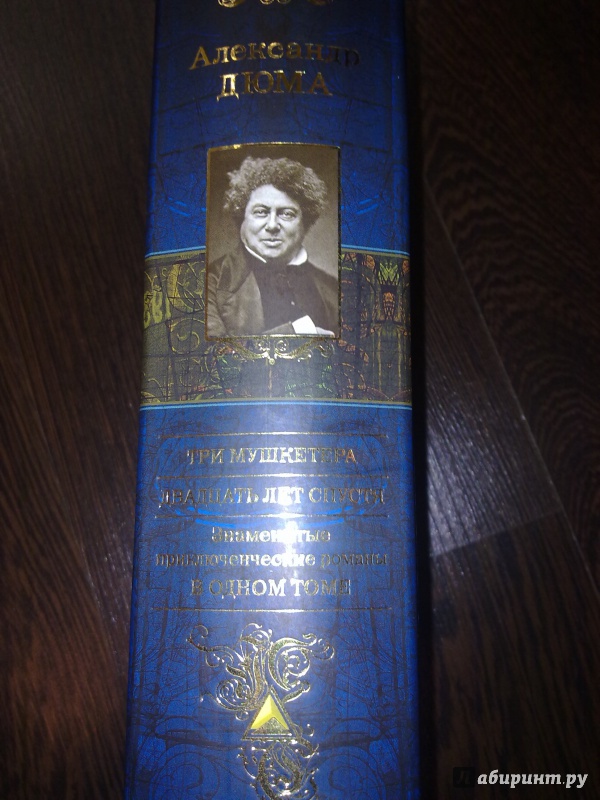 Александр
ДЮМА
ТРИ МУШКЕТЕРА
ДВАДЦАТЬ ЛЕТ СПУСТЯ
Знаменитые
приключенческие романы
В ОДНОМ ТОМЕ
Лабиринт.ру